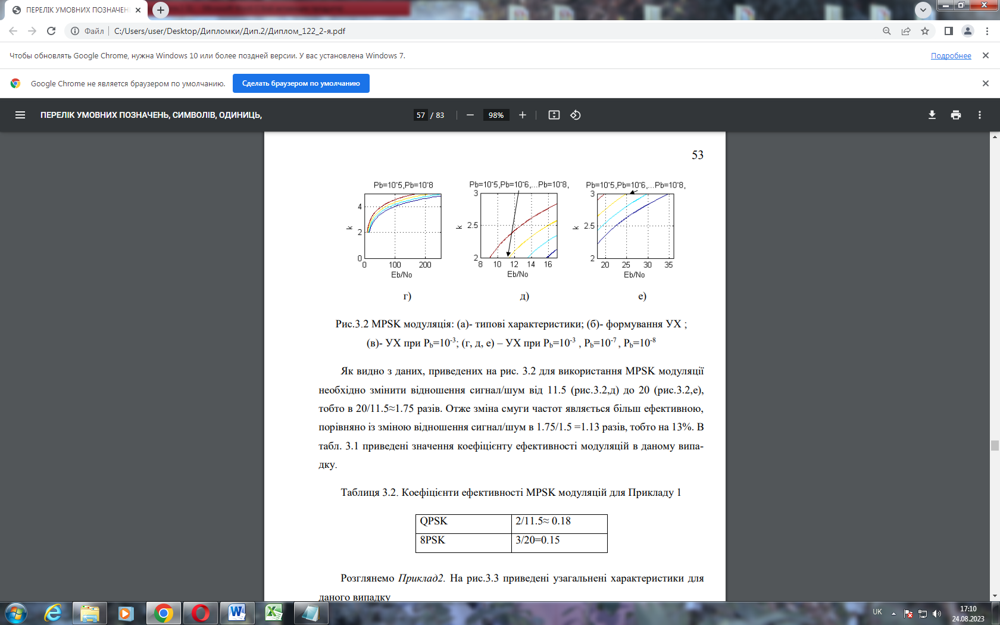 ПЕРЕЛІК УМОВНИХ ПОЗНАЧЕН
Файл
C:/Users/user/Desktop/Дипломки/Дип.2/Диплом_122_2-я.pdf
Чтобы обновлять Google Chrome, нужна Windows 10 или более поздней версии. У вас установлена Windows 7.
Подробнее
Google Chrome не является браузером по умолчанию.
Сделать браузером по умолчанию
ПЕРЕЛІК УМОВНИХ ПОЗНАЧЕНЬ, СИМВОЛІВ, ОДИНИЦЬ,
57 / 83
98%
53
Pb=10⁻5,Pb=10⁻8
4
2
0
k
0 100 200
Eb/No
г)
Pb=10⁻5,Pb=10⁻6,...Pb=10⁻8,
3
2.5
2
k
8 10 12 14 16
Eb/No
д)
Pb=10⁻5,Pb=10⁻6,...Pb=10⁻8,
3
2.5
2
k
20 25 30 35
Eb/No
е)
Рис.3.2 MPSK модуляція: (а)- типові характеристики; (б)- формування УХ ;
(в)- УХ при Pb=10⁻³; (г, д, е) – УХ при Pb=10⁻³ , Pb=10⁻⁷ , Pb=10⁻⁸
Як видно з даних, приведених на рис. 3.2 для використання MPSK модуляції
необхідно змінити відношення сигнал/шум від 11.5 (рис.3.2,д) до 20 (рис.3.2,е),
тобто в 20/11.5≈1.75 разів. Отже зміна смуги частот являється більш ефективною,
порівняно із зміною відношення сигнал/шум в 1.75/1.5 =1.13 разів, тобто на 13%. В
табл. 3.1 приведені значення коефіцієнту ефективності модуляцій в даному випа-
дку.
Таблиця 3.2. Коефіцієнти ефективності MPSK модуляцій для Прикладу 1
QPSK 2/11.5≈ 0.18
8PSK 3/20=0.15
Розглянемо Приклад2. На рис.3.3 приведені узагальнені характеристики для
даного випадку
UK
17:10
24.08.2023